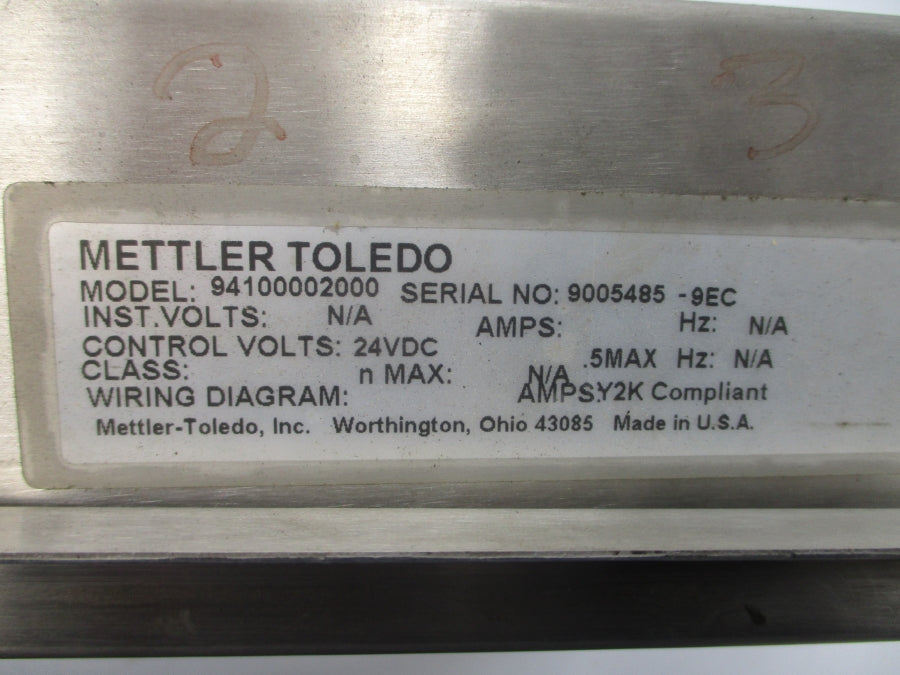 2 3
METTLER TOLEDO
MODEL: 94100002000 SERIAL NO: 9005485 -9EC
INST.VOLTS: N/A AMPS: Hz: N/A
CONTROL VOLTS: 24VDC .5MAX Hz: N/A
CLASS: n MAX: N/A
WIRING DIAGRAM: AMPS: Y2K Compliant
Mettler-Toledo, Inc. Worthington, Ohio 43085 Made in U.S.A.